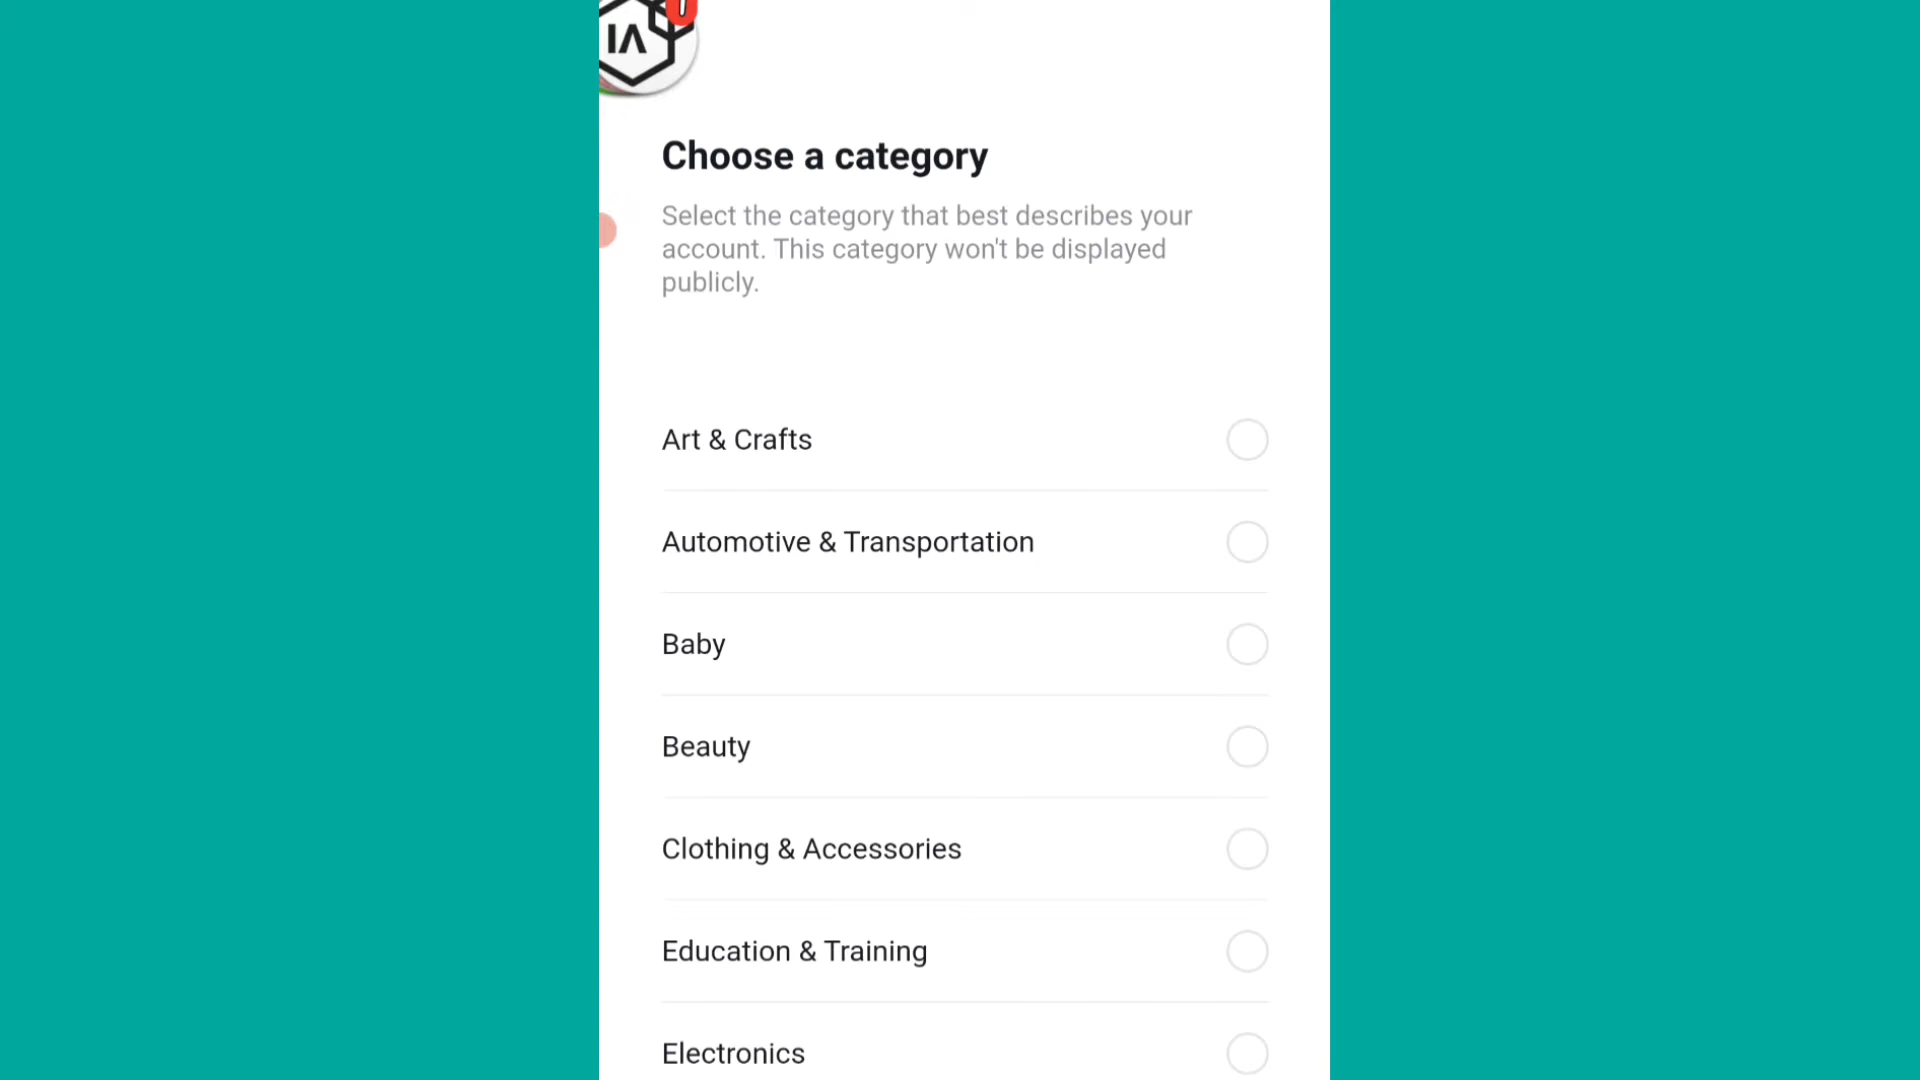 IA
Choose a category
Select the category that best describes your
account. This category won't be displayed
publicly.
Art & Crafts
Automotive & Transportation
Baby
Beauty
Clothing & Accessories
Education & Training
Electronics